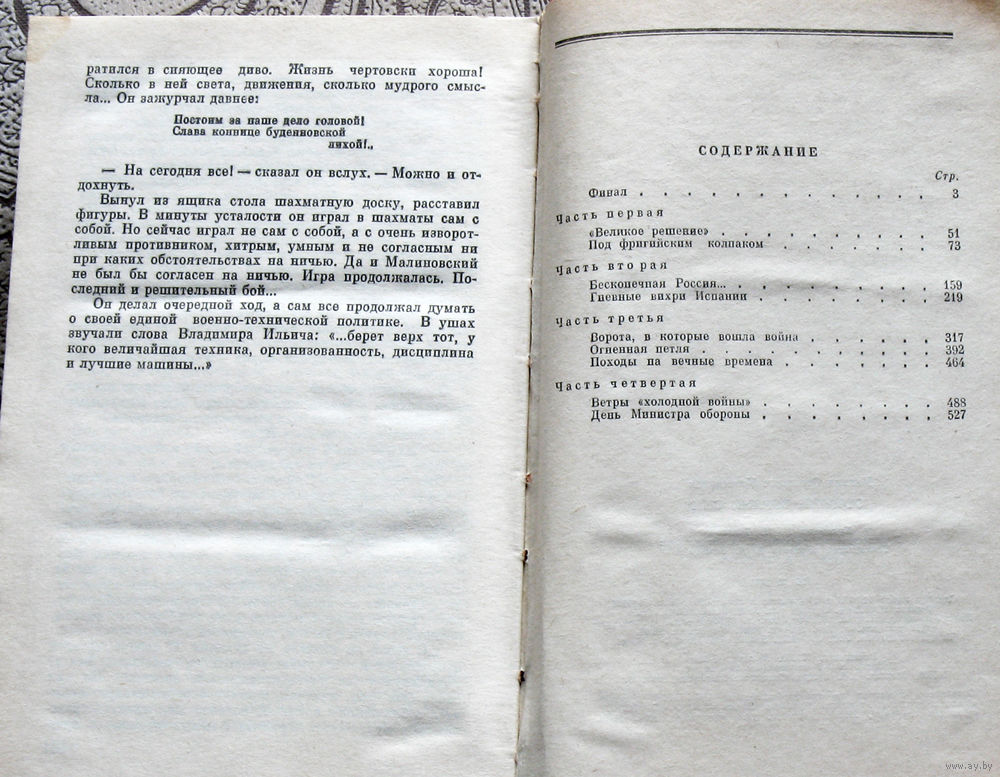 ратился в сияющее диво. Жизнь чертовски хороша!
Сколько в ней света, движения, сколько мудрого смыс-
ла... Он зажурчал давнее:
Постоим за наше дело головой!
Слава коннице буденновской
лихой!..
— На сегодня все! — сказал он вслух. — Можно и от-
дохнуть.
Вынул из ящика стола шахматную доску, расставил
фигуры. В минуты усталости он играл в шахматы сам с
собой. Но сейчас играл не сам с собой, а с очень изворот-
ливым противником, хитрым, умным и не согласным ни
при каких обстоятельствах на ничью. Да и Малиновский
не был бы согласен на ничью. Игра продолжалась. По-
следний и решительный бой...
Он делал очередной ход, а сам все продолжал думать
о своей единой военно-технической политике. В ушах
звучали слова Владимира Ильича: «...берет верх тот, у
кого величайшая техника, организованность, дисциплина
и лучшие машины...»
СОДЕРЖАНИЕ
Стр.
Финал . . . . . . . . . . . . 3
Часть первая
«Великое решение» . . . . . . . . . . 51
Под фригийским колпаком . . . . . . . 73
Часть вторая
Бесконечная Россия... . . . . . . . . . 159
Гневные вихри Испании . . . . . . . . 219
Часть третья
Ворота, в которые вошла война . . . . . . 317
Огненная петля . . . . . . . . . . 392
Походы на вечные времена . . . . . . . 464
Часть четвертая
Ветры «холодной войны» . . . . . . . . 488
День Министра обороны . . . . . . . . 527
www.ay.by